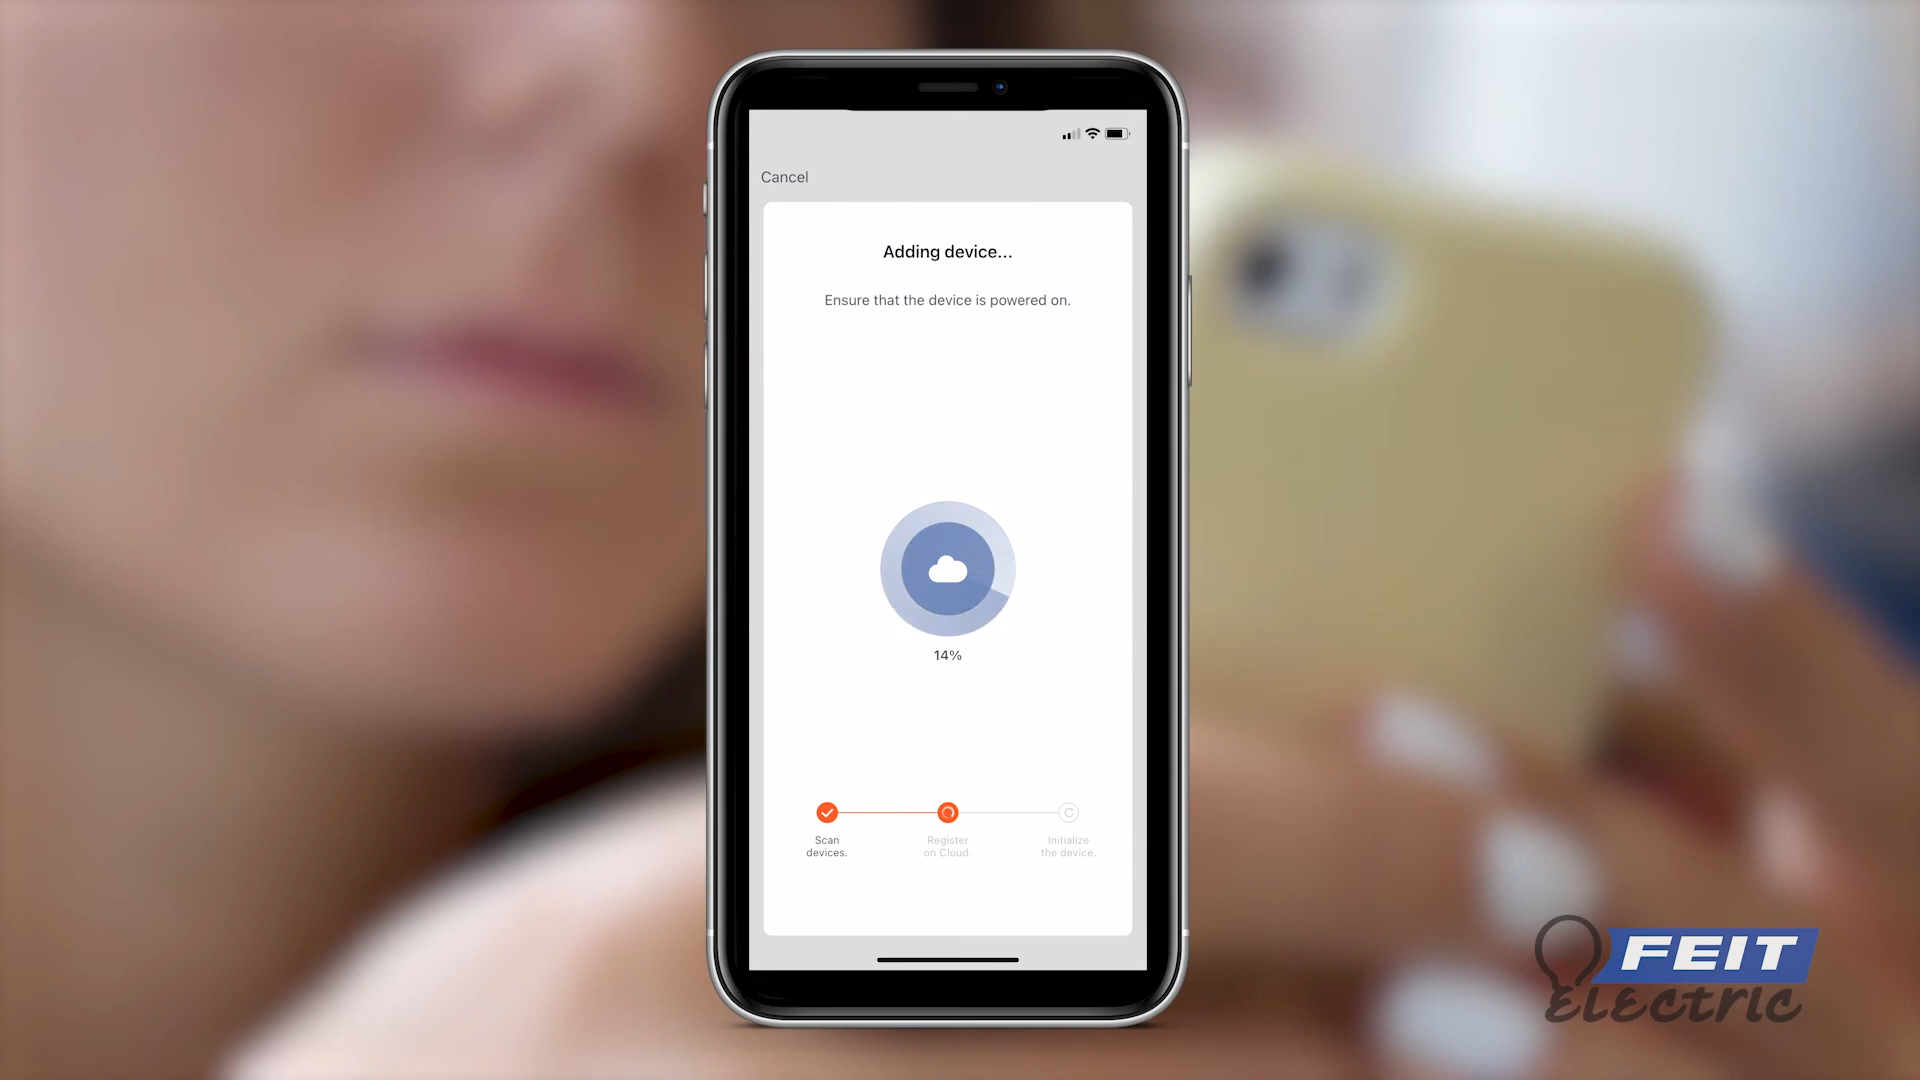 Cancel
Adding device...
Ensure that the device is powered on.
14%
Scan
devices.
Register
on Cloud.
Initialize
the device.
FEIT
Electric